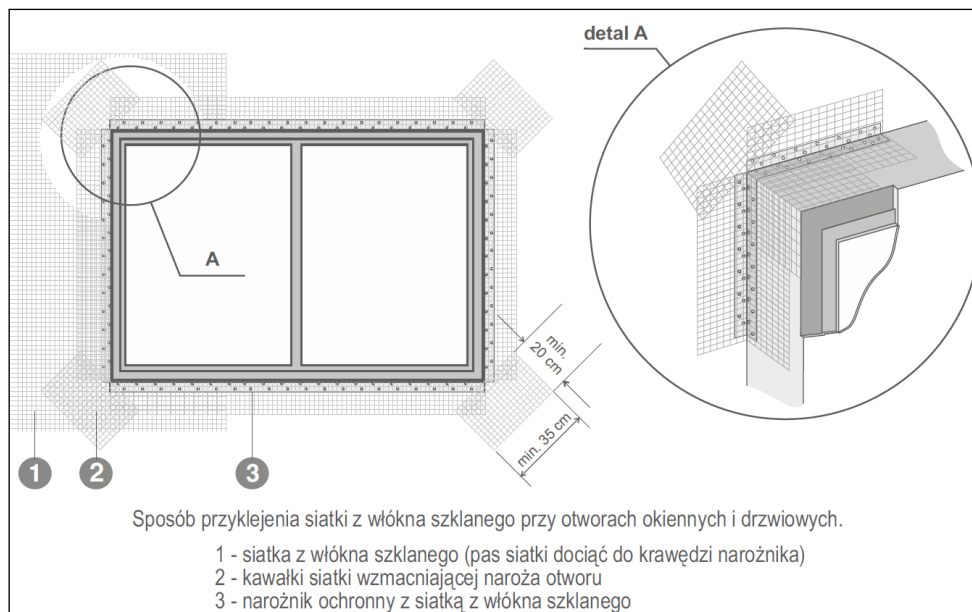 detal A
A
min.
20 cm
min. 35 cm
1
2
3
Sposób przyklejenia siatki z włókna szklanego przy otworach okiennych i drzwiowych.
1 - siatka z włókna szklanego (pas siatki dociąć do krawędzi narożnika)
2 - kawałki siatki wzmacniającej naroża otworu
3 - narożnik ochronny z siatką z włókna szklanego